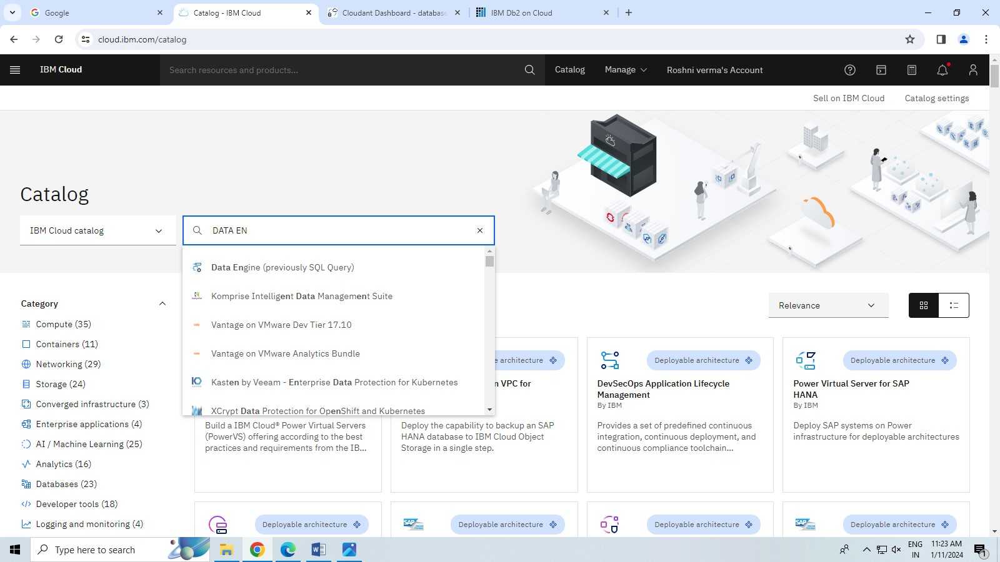 Google
Catalog - IBM Cloud
Cloudant Dashboard - database
IBM Db2 on Cloud
cloud.ibm.com/catalog
IBM Cloud
Search resources and products...
Catalog
Manage
Roshni verma's Account
Sell on IBM Cloud
Catalog settings
Catalog
IBM Cloud catalog
DATA EN
Data Engine (previously SQL Query)
Komprise Intelligent Data Management Suite
Vantage on VMware Dev Tier 17.10
Vantage on VMware Analytics Bundle
Kasten by Veeam - Enterprise Data Protection for Kubernetes
XCrypt Data Protection for OpenShift and Kubernetes
Category
Compute (35)
Containers (11)
Networking (29)
Storage (24)
Converged infrastructure (3)
Enterprise applications (4)
AI / Machine Learning (25)
Analytics (16)
Databases (23)
Developer tools (18)
Logging and monitoring (4)
Relevance
Build a IBM Cloud® Power Virtual Servers
(PowerVS) offering according to the best
practices and requirements from the IB...
e architecture
n VPC for
Deploy the capability to backup an SAP
HANA database to IBM Cloud Object
Storage in a single step.
Deployable architecture
DevSecOps Application Lifecycle
Management
By IBM
Provides a set of predefined continuous
integration, continuous deployment, and
continuous compliance toolchain...
Deployable architecture
Power Virtual Server for SAP
HANA
By IBM
Deploy SAP systems on Power
infrastructure for deployable architectures
Deployable architecture
SAP
Deployable architecture
Deployable architecture
SAP
Deployable architecture
Type here to search
ENG
IN
11:23 AM
1/11/2024
1